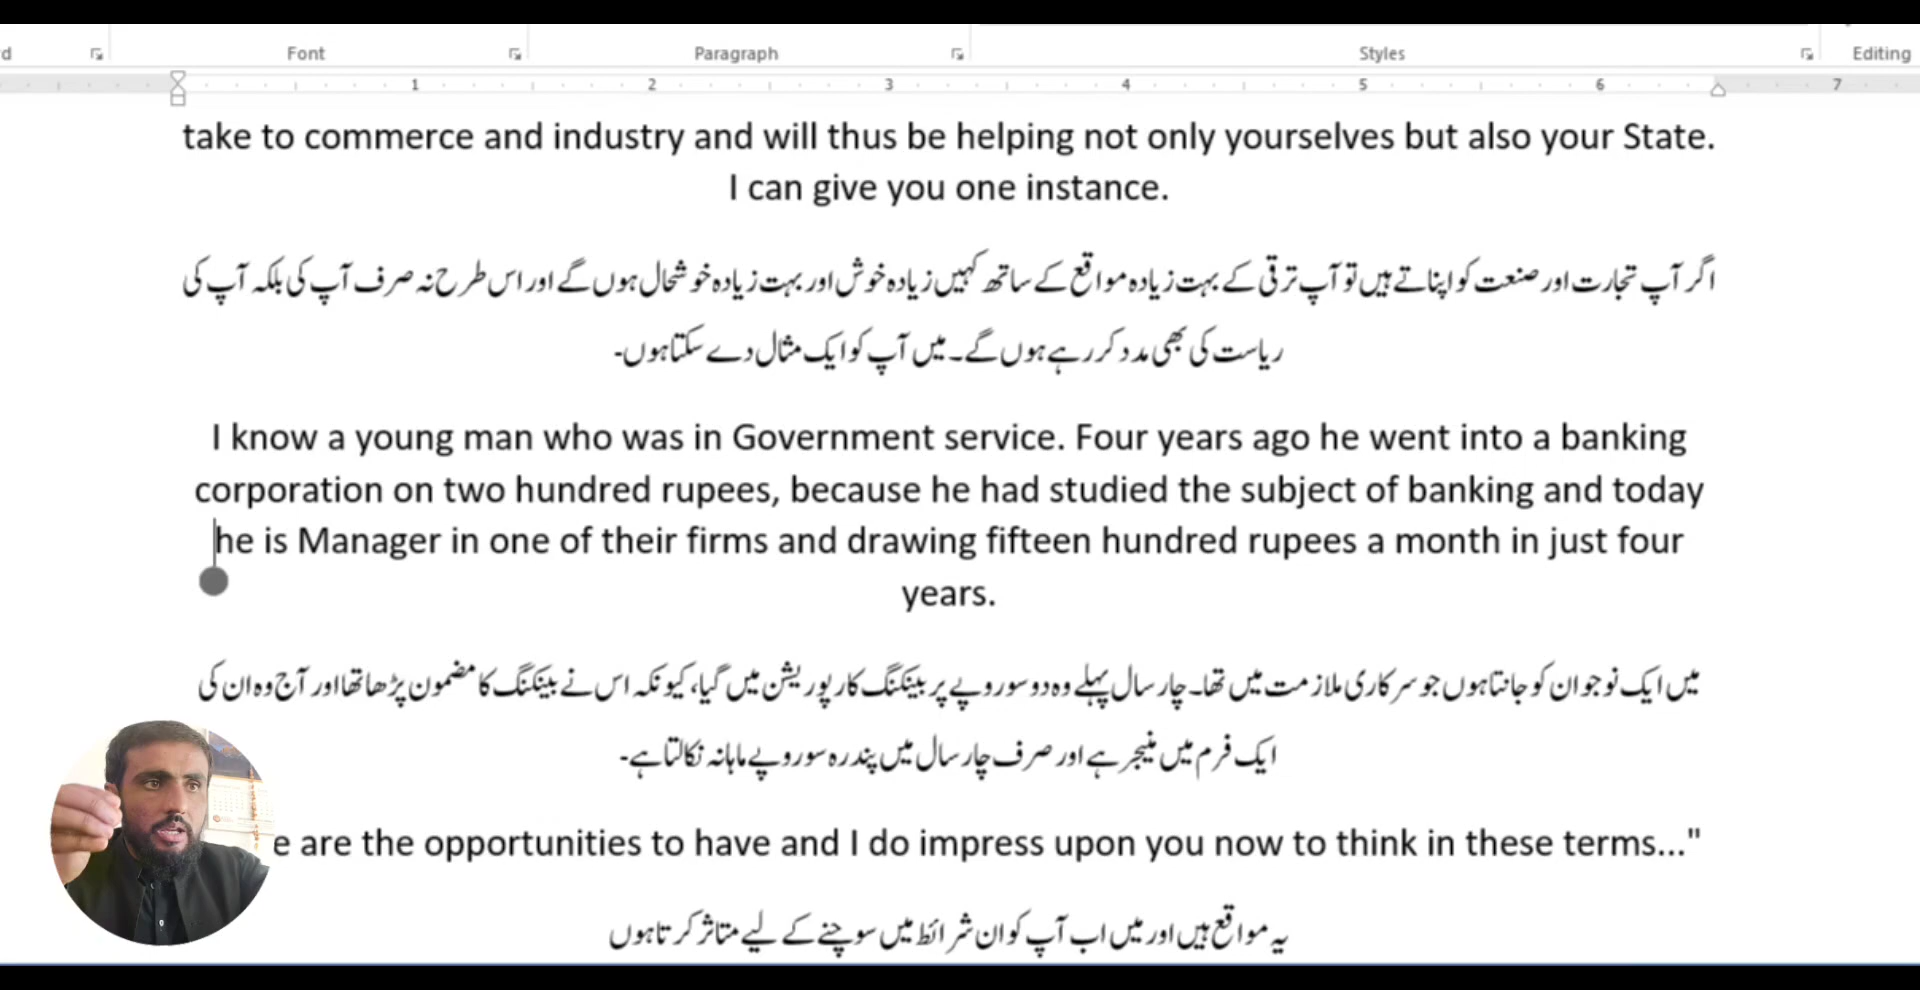 d
Font
Paragraph
Styles
Editing
1 2 3 4 5 6 7
take to commerce and industry and will thus be helping not only yourselves but also your State.
I can give you one instance.
اگر آپ تجارت اور صنعت کو اپناتے ہیں تو آپ ترقی کے بہت زیادہ مواقع کے ساتھ کہیں زیادہ خوش اور بہت زیادہ خوشحال ہوں گے اور اس طرح نہ صرف آپ کی بلکہ آپ کی
ریاست کی بھی مدد کر رہے ہوں گے۔ میں آپ کو ایک مثال دے سکتا ہوں-
I know a young man who was in Government service. Four years ago he went into a banking
corporation on two hundred rupees, because he had studied the subject of banking and today
he is Manager in one of their firms and drawing fifteen hundred rupees a month in just four
years.
میں ایک نوجوان کو جانتا ہوں جو سرکاری ملازمت میں تھا۔ چار سال پہلے وہ دو سو روپے پر بینکنگ کارپوریشن میں گیا، کیونکہ اس نے بینکنگ کا مضمون پڑھا تھا اور آج وہ ان کی
ایک فرم میں منیجر ہے اور صرف چار سال میں پندرہ سو روپے ماہانہ نکالتا ہے-
e are the opportunities to have and I do impress upon you now to think in these terms..."
یہ مواقع ہیں اور میں اب آپ کو ان شرائط میں سوچنے کے لیے متاثر کرتا ہوں